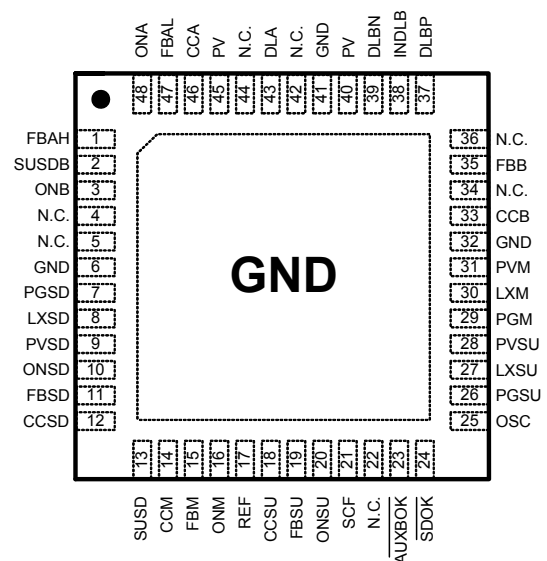 ONA FBAL CCA PV N.C. DLA N.C. GND PV DLBN INDLB DLBP
48 47 46 45 44 43 42 41 40 39 38 37
FBAH 1
SUSDB 2
ONB 3
N.C. 4
N.C. 5
GND 6
PGSD 7
LXSD 8
PVSD 9
ONSD 10
FBSD 11
CCSD 12
GND
36 N.C.
35 FBB
34 N.C.
33 CCB
32 GND
31 PVM
30 LXM
29 PGM
28 PVSU
27 LXSU
26 PGSU
25 OSC
13 14 15 16 17 18 19 20 21 22 23 24
SUSD CCM FBM ONM REF CCSU FBSU ONSU SCF N.C. AUXBOK SDOK